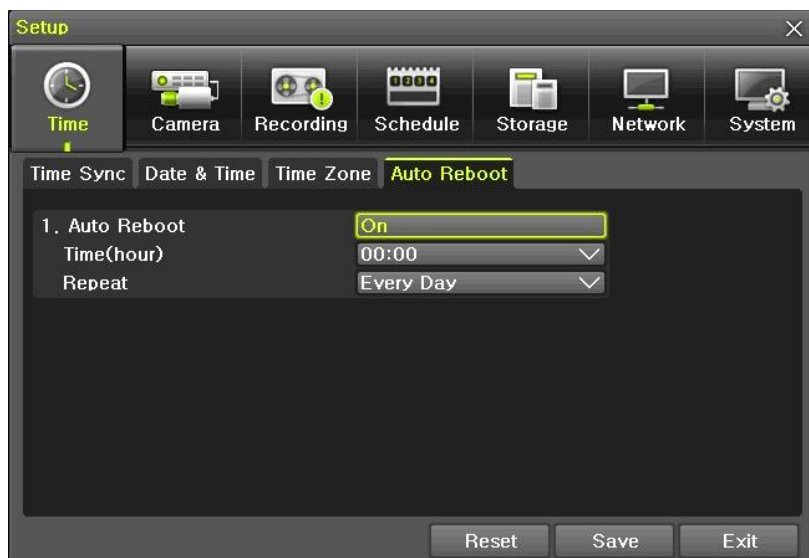 Setup
Time Camera Recording Schedule Storage Network System
Time Sync Date & Time Time Zone Auto Reboot
1. Auto Reboot On
Time(hour) 00:00
Repeat Every Day
Reset Save Exit